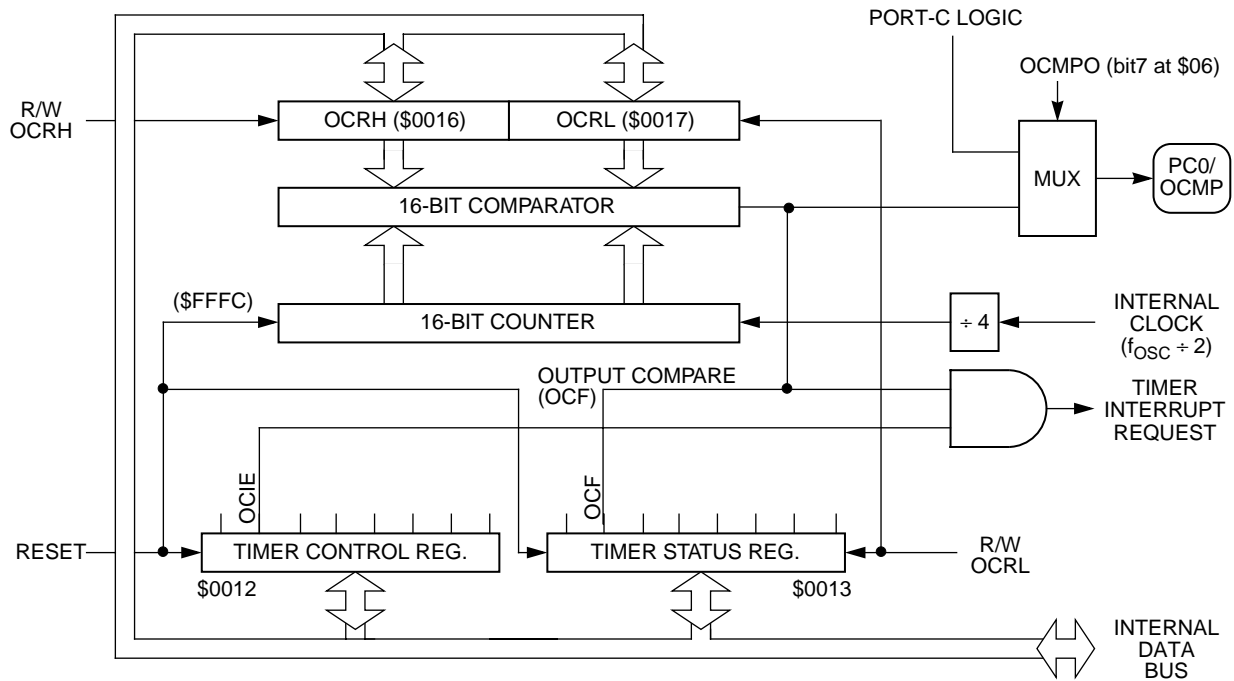 PORT-C LOGIC
OCMPO (bit7 at $06)
R/W
OCRH
OCRH ($0016)
OCRL ($0017)
MUX
PC0/
OCMP
16-BIT COMPARATOR
($FFFC)
16-BIT COUNTER
÷ 4
INTERNAL
CLOCK
(fOSC ÷ 2)
OUTPUT COMPARE
(OCF)
TIMER
INTERRUPT
REQUEST
OCIE
OCF
RESET
TIMER CONTROL REG.
TIMER STATUS REG.
R/W
OCRL
$0012
$0013
INTERNAL
DATA
BUS